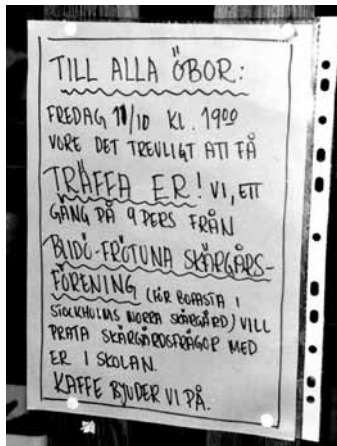 TILL ALLA ÖBOR:
FREDAG 11/10 KL. 1900
VORE DET TREVLIGT ATT FÅ
TRÄFFA ER! VI, ETT
GÄNG PÅ 9 PERS FRÅN
BLIDÖ-FRÖTUNA SKÄRGÅRS-
FÖRENING (FÖR BOFASTA I
STOCKHOLMS NORRA SKÄRGÅRD) VILL
PRATA SKÄRGÅRDSFRÅGOR MED
ER I SKOLAN.
KAFFE BJUDER VI PÅ.